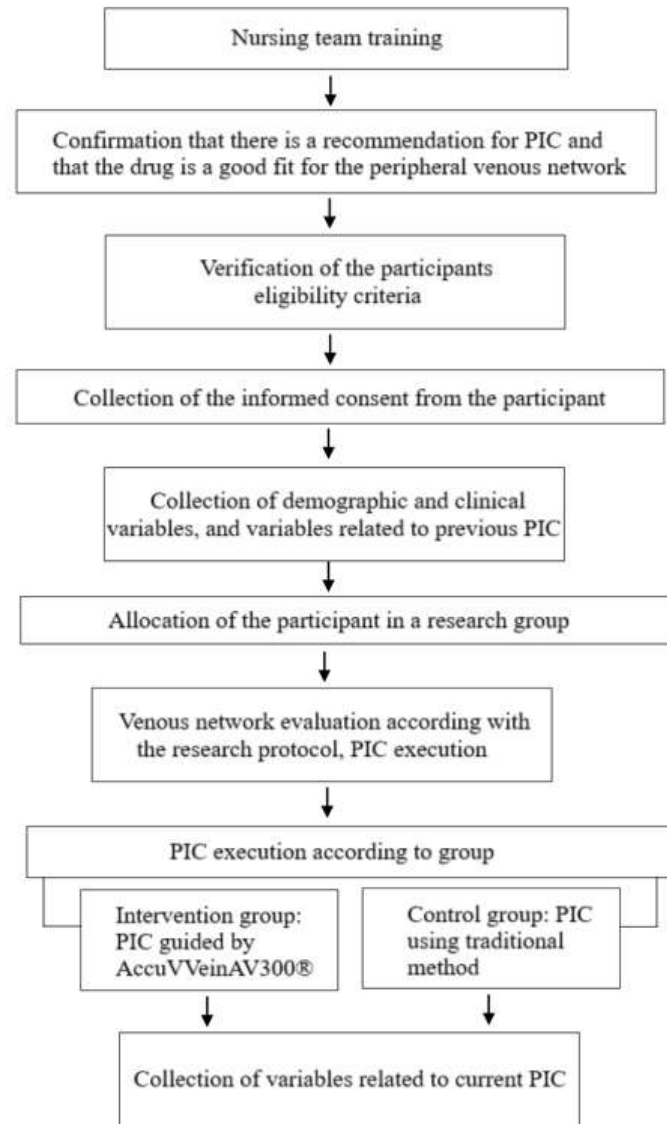 Nursing team training
Confirmation that there is a recommendation for PIC and
that the drug is a good fit for the peripheral venous network
Verification of the participants
eligibility criteria
Collection of the informed consent from the participant
Collection of demographic and clinical
variables, and variables related to previous PIC
Allocation of the participant in a research group
Venous network evaluation according with
the research protocol, PIC execution
PIC execution according to group
Intervention group:
PIC guided by
AccuVVeinAV300®
Control group: PIC
using traditional
method
Collection of variables related to current PIC